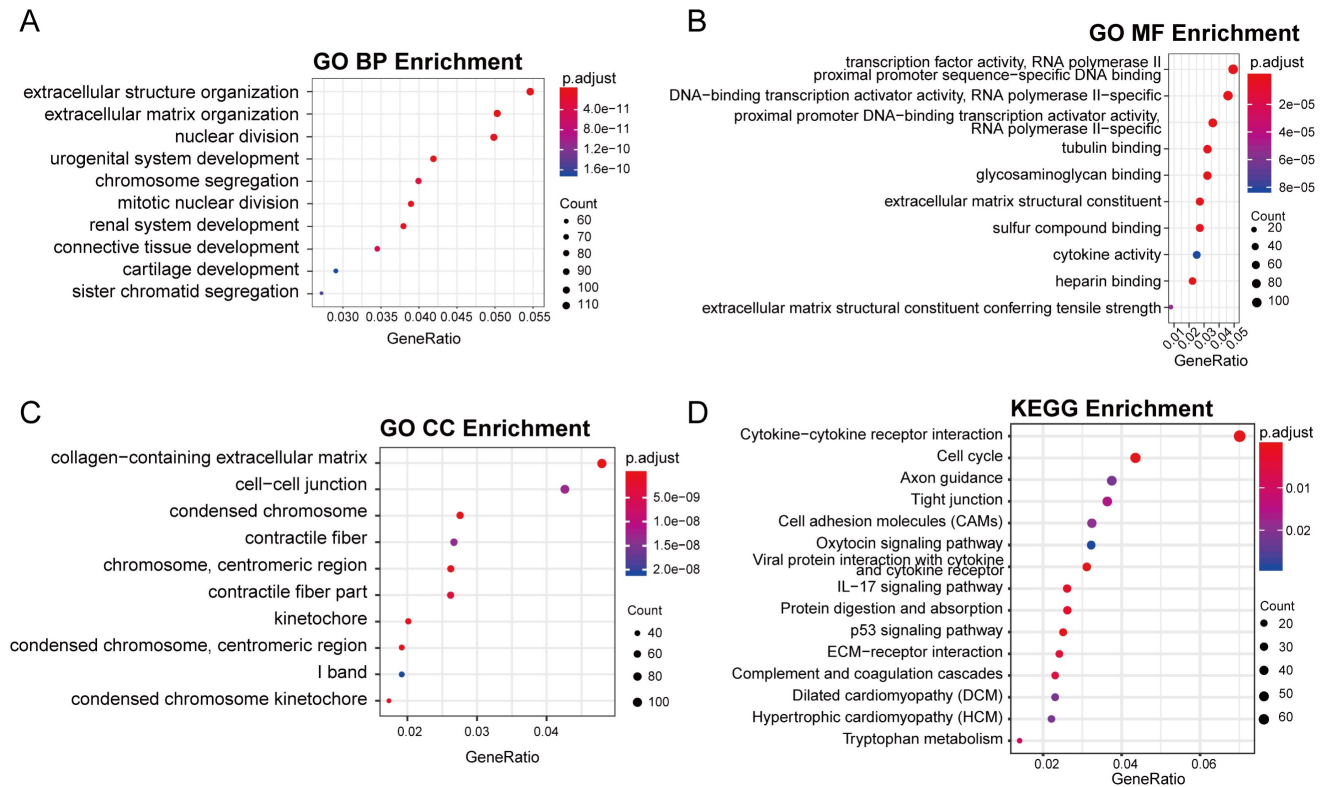 A
GO BP Enrichment
extracellular structure organization
extracellular matrix organization
nuclear division
urogenital system development
chromosome segregation
mitotic nuclear division
renal system development
connective tissue development
cartilage development
sister chromatid segregation
0.030 0.035 0.040 0.045 0.050 0.055
GeneRatio
p.adjust
4.0e−11
8.0e−11
1.2e−10
1.6e−10
Count
60
70
80
90
100
110
B
GO MF Enrichment
transcription factor activity, RNA polymerase II
proximal promoter sequence−specific DNA binding
DNA−binding transcription activator activity, RNA polymerase II−specific
proximal promoter DNA−binding transcription activator activity,
RNA polymerase II−specific
tubulin binding
glycosaminoglycan binding
extracellular matrix structural constituent
sulfur compound binding
cytokine activity
heparin binding
extracellular matrix structural constituent conferring tensile strength
0.01 0.02 0.03 0.04 0.05
GeneRatio
p.adjust
2e−05
4e−05
6e−05
8e−05
Count
20
40
60
80
100
C
GO CC Enrichment
collagen−containing extracellular matrix
cell−cell junction
condensed chromosome
contractile fiber
chromosome, centromeric region
contractile fiber part
kinetochore
condensed chromosome, centromeric region
I band
condensed chromosome kinetochore
0.02 0.03 0.04
GeneRatio
p.adjust
5.0e−09
1.0e−08
1.5e−08
2.0e−08
Count
40
60
80
100
D
KEGG Enrichment
Cytokine−cytokine receptor interaction
Cell cycle
Axon guidance
Tight junction
Cell adhesion molecules (CAMs)
Oxytocin signaling pathway
Viral protein interaction with cytokine
and cytokine receptor
IL−17 signaling pathway
Protein digestion and absorption
p53 signaling pathway
ECM−receptor interaction
Complement and coagulation cascades
Dilated cardiomyopathy (DCM)
Hypertrophic cardiomyopathy (HCM)
Tryptophan metabolism
0.02 0.04 0.06
GeneRatio
p.adjust
0.01
0.02
Count
20
30
40
50
60